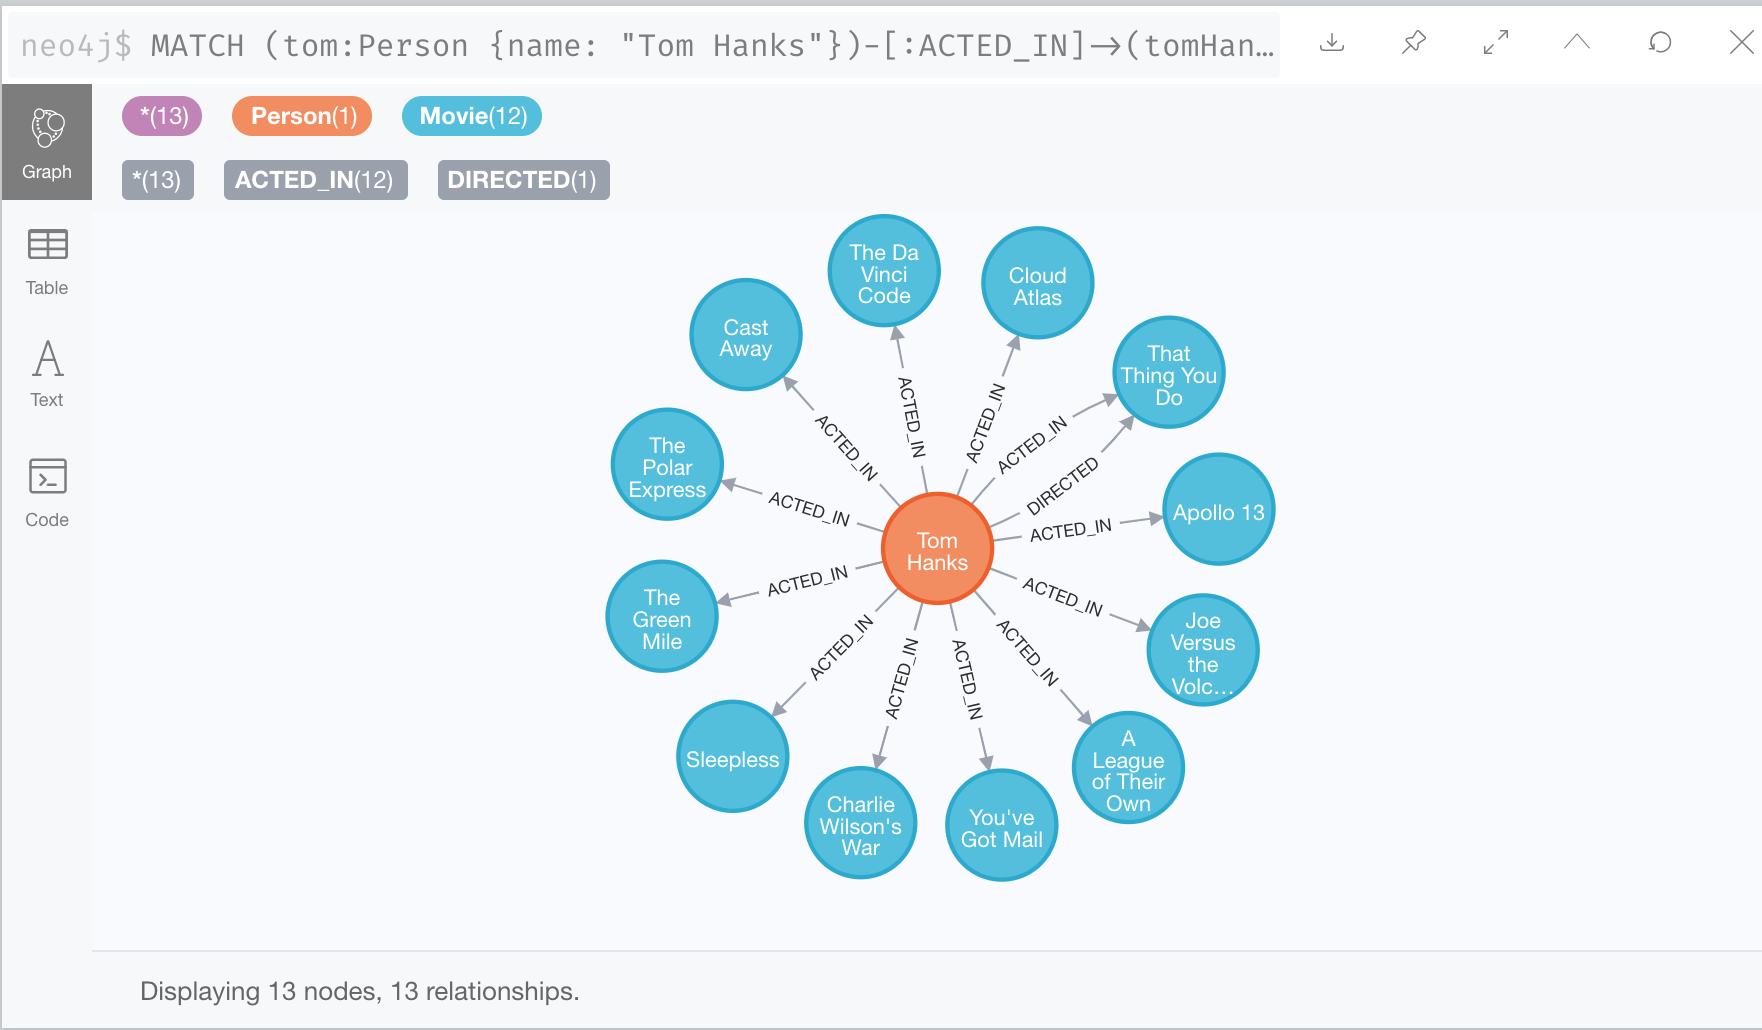 neo4j$ MATCH (tom:Person {name: "Tom Hanks"})-[:ACTED_IN]->(tomHan…
*(13) Person(1) Movie(12)
*(13) ACTED_IN(12) DIRECTED(1)
Graph
Table
Text
Code
The Da
Vinci
Code
Cloud
Atlas
Cast
Away
That
Thing You
Do
The
Polar
Express
Apollo 13
Tom
Hanks
The
Green
Mile
Joe
Versus
the
Volc…
Sleepless
A
League
of Their
Own
Charlie
Wilson's
War
You've
Got Mail
ACTED_IN
ACTED_IN
ACTED_IN
ACTED_IN
DIRECTED
ACTED_IN
ACTED_IN
ACTED_IN
ACTED_IN
ACTED_IN
ACTED_IN
ACTED_IN
ACTED_IN
Displaying 13 nodes, 13 relationships.